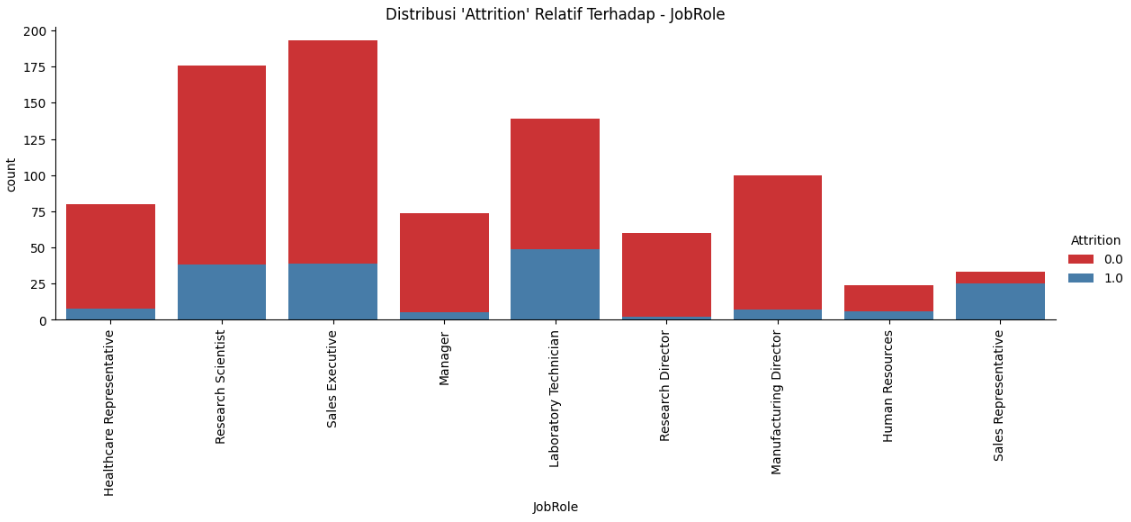 Distribusi 'Attrition' Relatif Terhadap - JobRole
200
175
150
125
100
75
50
25
0
count
Healthcare Representative
Research Scientist
Sales Executive
Manager
Laboratory Technician
Research Director
Manufacturing Director
Human Resources
Sales Representative
JobRole
Attrition
0.0
1.0